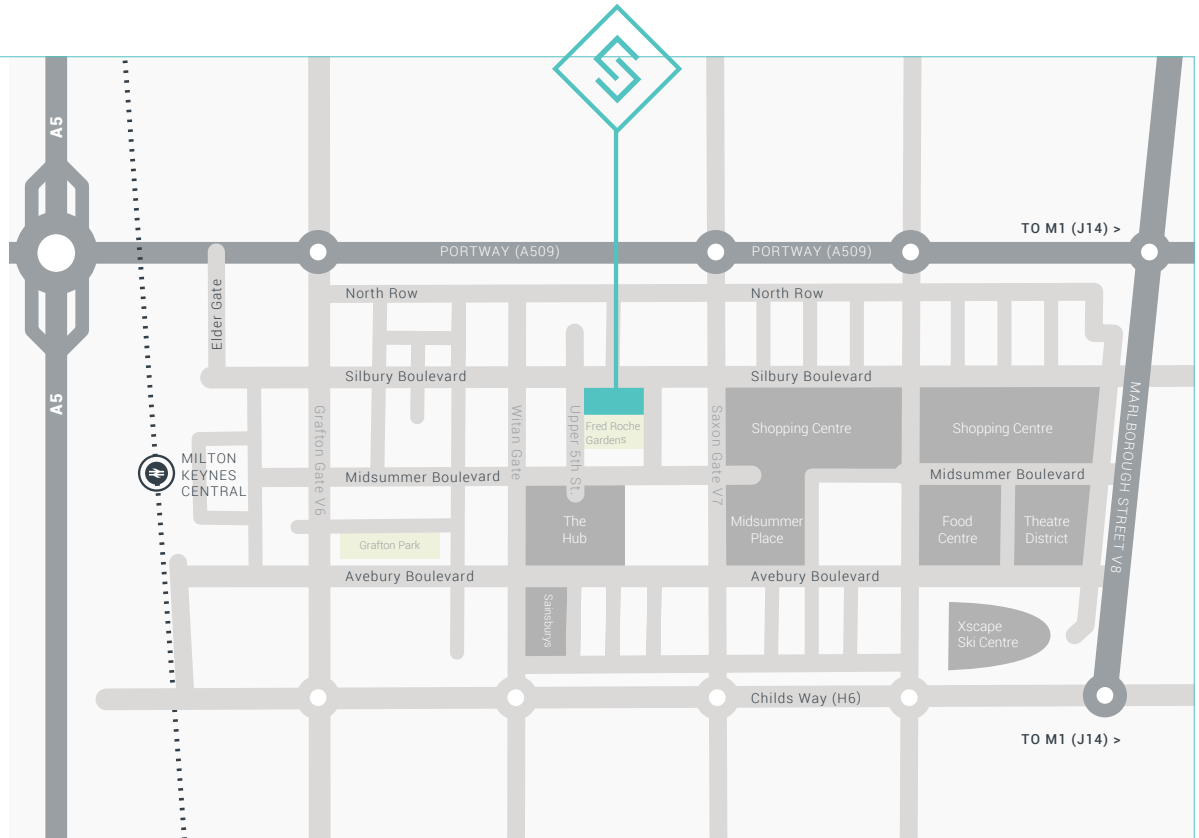 A5
TO M1 (J14) >
PORTWAY (A509)
PORTWAY (A509)
North Row
North Row
Elder Gate
Silbury Boulevard
Silbury Boulevard
A5
MARLBOROUGH STREET V8
Grafton Gate V6
Witan Gate
Upper 5th St.
Fred Roche
Gardens
Saxon Gate V7
Shopping Centre
Shopping Centre
MILTON
KEYNES
CENTRAL
Midsummer Boulevard
Midsummer Boulevard
The
Hub
Midsummer
Place
Food
Centre
Theatre
District
Grafton Park
Avebury Boulevard
Avebury Boulevard
Sainsburys
Xscape
Ski Centre
Childs Way (H6)
TO M1 (J14) >